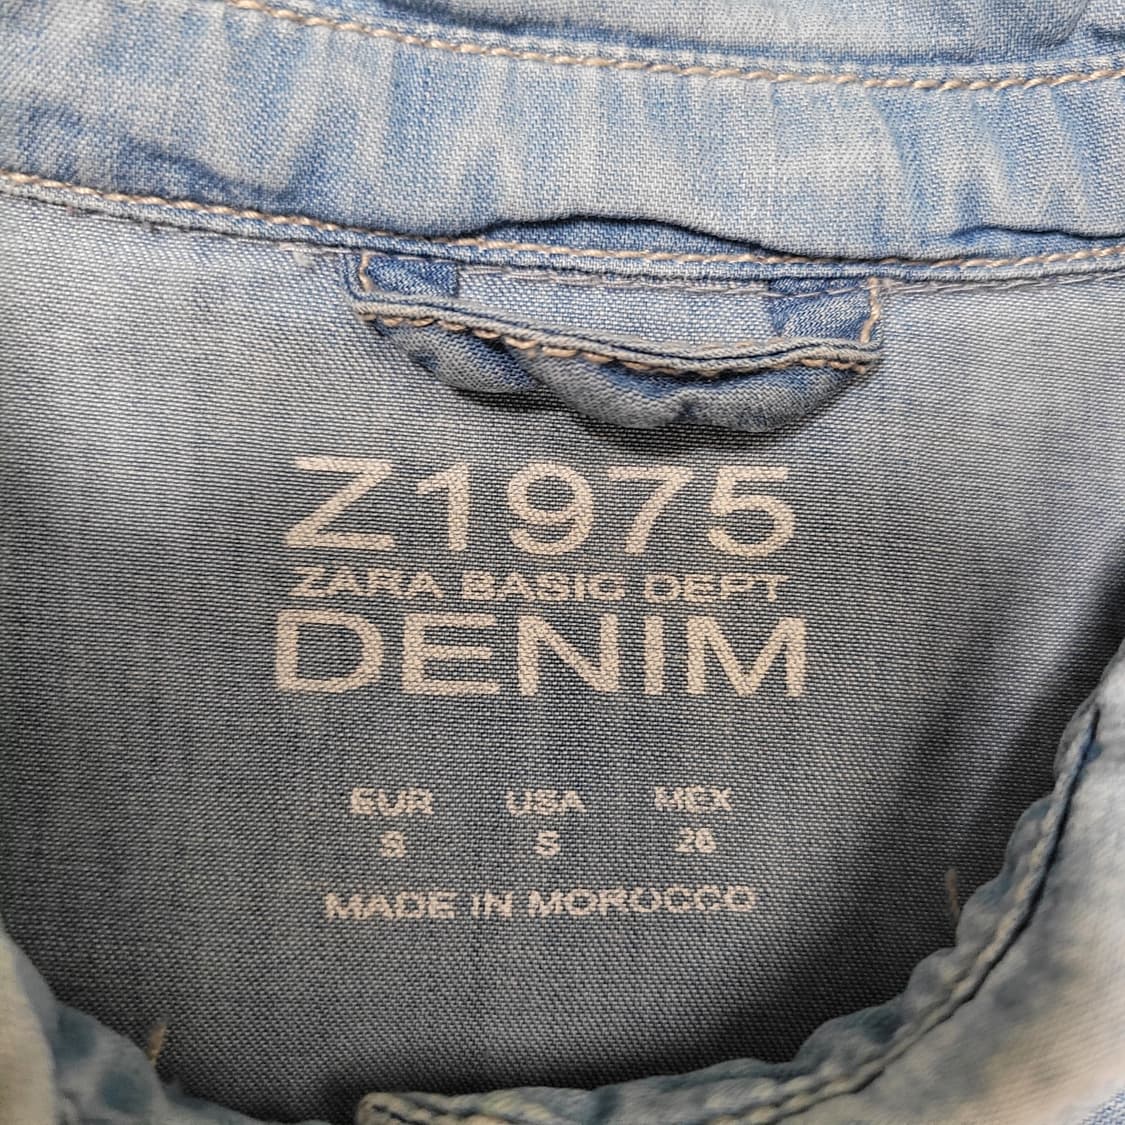 Z1975
ZARA BASIC DEPT
DENIM
EUR USA MEX
S S 26
MADE IN MOROCCO